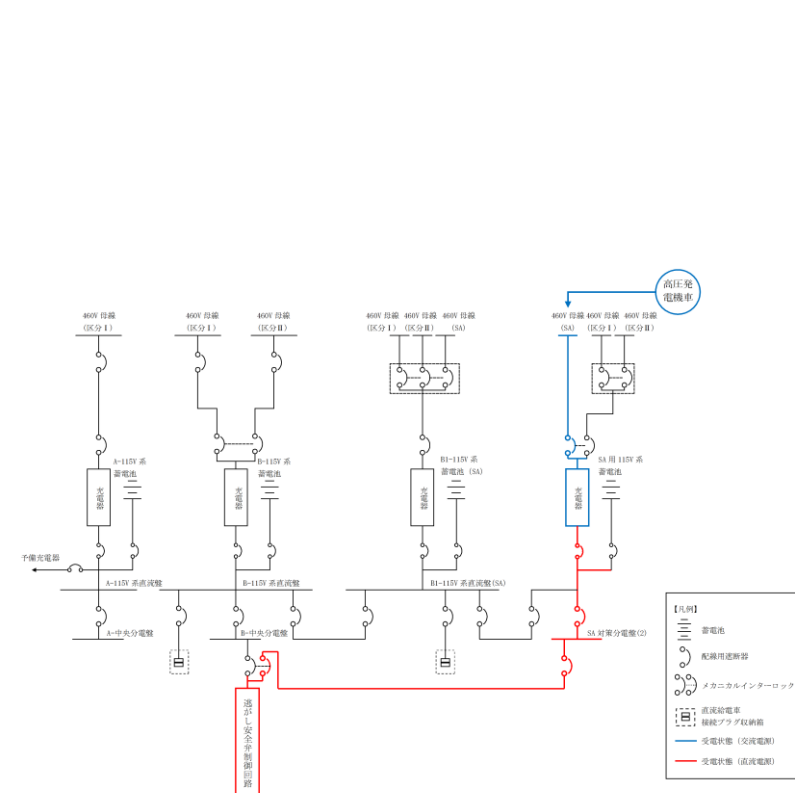 高圧発
電機車
460V 母線
(区分Ⅰ)
460V 母線
(区分Ⅰ)
460V 母線
(区分Ⅱ)
460V 母線
(区分Ⅰ)
460V 母線
(区分Ⅱ)
460V 母線
(SA)
460V 母線
(SA)
460V 母線
(区分Ⅰ)
460V 母線
(区分Ⅱ)
A-115V 系
蓄電池
B-115V 系
蓄電池
B1-115V 系
蓄電池 (SA)
SA 用 115V 系
蓄電池
充電器
充電器
充電器
充電器
予備充電器
A-115V 系直流盤
B-115V 系直流盤
B1-115V 系直流盤(SA)
A-中央分電盤
B-中央分電盤
SA 対策分電盤(2)
逃がし安全弁制御回路
【凡例】
蓄電池
配線用遮断器
メカニカルインターロック
直流給電車
接続プラグ収納箱
受電状態（交流電源）
受電状態（直流電源）